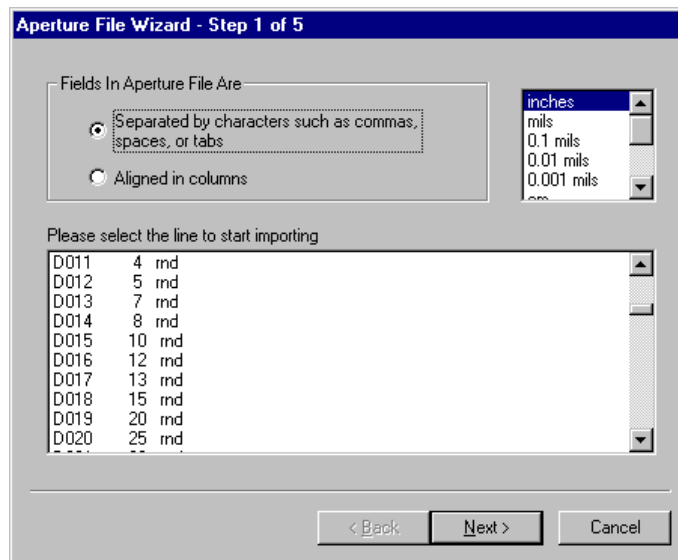 Aperture File Wizard - Step 1 of 5
Fields In Aperture File Are
Separated by characters such as commas,
spaces, or tabs
Aligned in columns
inches
mils
0.1 mils
0.01 mils
0.001 mils
Please select the line to start importing
D011 4 rnd
D012 5 rnd
D013 7 rnd
D014 8 rnd
D015 10 rnd
D016 12 rnd
D017 13 rnd
D018 15 rnd
D019 20 rnd
D020 25 rnd
< Back
Next >
Cancel